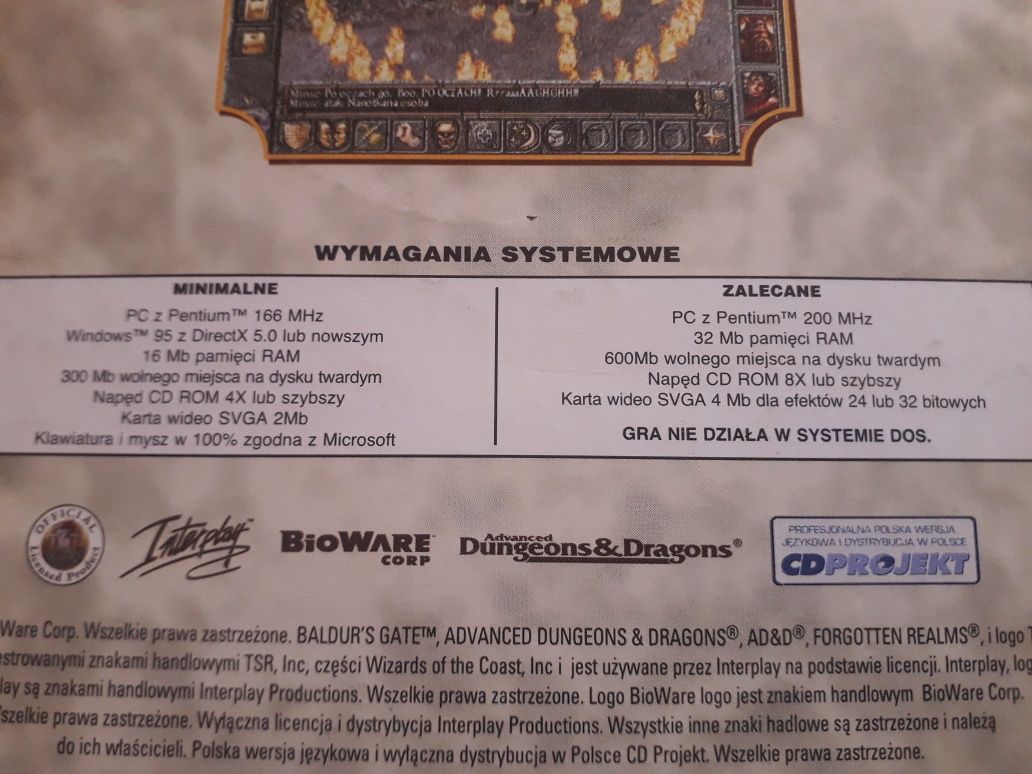 Minsc: Po oczach go, Boo, PO OCZACH! RrraaaAAGHGHH!!!
Minsc: atak: Napotkana osoba
WYMAGANIA SYSTEMOWE
MINIMALNE
PC z Pentium™ 166 MHz
Windows™ 95 z DirectX 5.0 lub nowszym
16 Mb pamięci RAM
300 Mb wolnego miejsca na dysku twardym
Napęd CD ROM 4X lub szybszy
Karta wideo SVGA 2Mb
Klawiatura i mysz w 100% zgodna z Microsoft
ZALECANE
PC z Pentium™ 200 MHz
32 Mb pamięci RAM
600Mb wolnego miejsca na dysku twardym
Napęd CD ROM 8X lub szybszy
Karta wideo SVGA 4 Mb dla efektów 24 lub 32 bitowych
GRA NIE DZIAŁA W SYSTEMIE DOS.
OFFICIAL
Licensed Product
Interplay™
BIOWARE™
CORP
Advanced
Dungeons&Dragons®
PROFESJONALNA POLSKA WERSJA
JĘZYKOWA I DYSTRYBUCJA W POLSCE
CDPROJEKT
Ware Corp. Wszelkie prawa zastrzeżone. BALDUR'S GATE™, ADVANCED DUNGEONS & DRAGONS®, AD&D®, FORGOTTEN REALMS®, i logo T
estrowanymi znakami handlowymi TSR, Inc, części Wizards of the Coast, Inc i jest używane przez Interplay na podstawie licencji. Interplay, log
lay są znakami handlowymi Interplay Productions. Wszelkie prawa zastrzeżone. Logo BioWare logo jest znakiem handlowym BioWare Corp.
szelkie prawa zastrzeżone. Wyłączna licencja i dystrybycja Interplay Productions. Wszystkie inne znaki hadlowe są zastrzeżone i należą
do ich właścicieli. Polska wersja językowa i wyłączna dystrybucja w Polsce CD Projekt. Wszelkie prawa zastrzeżone.